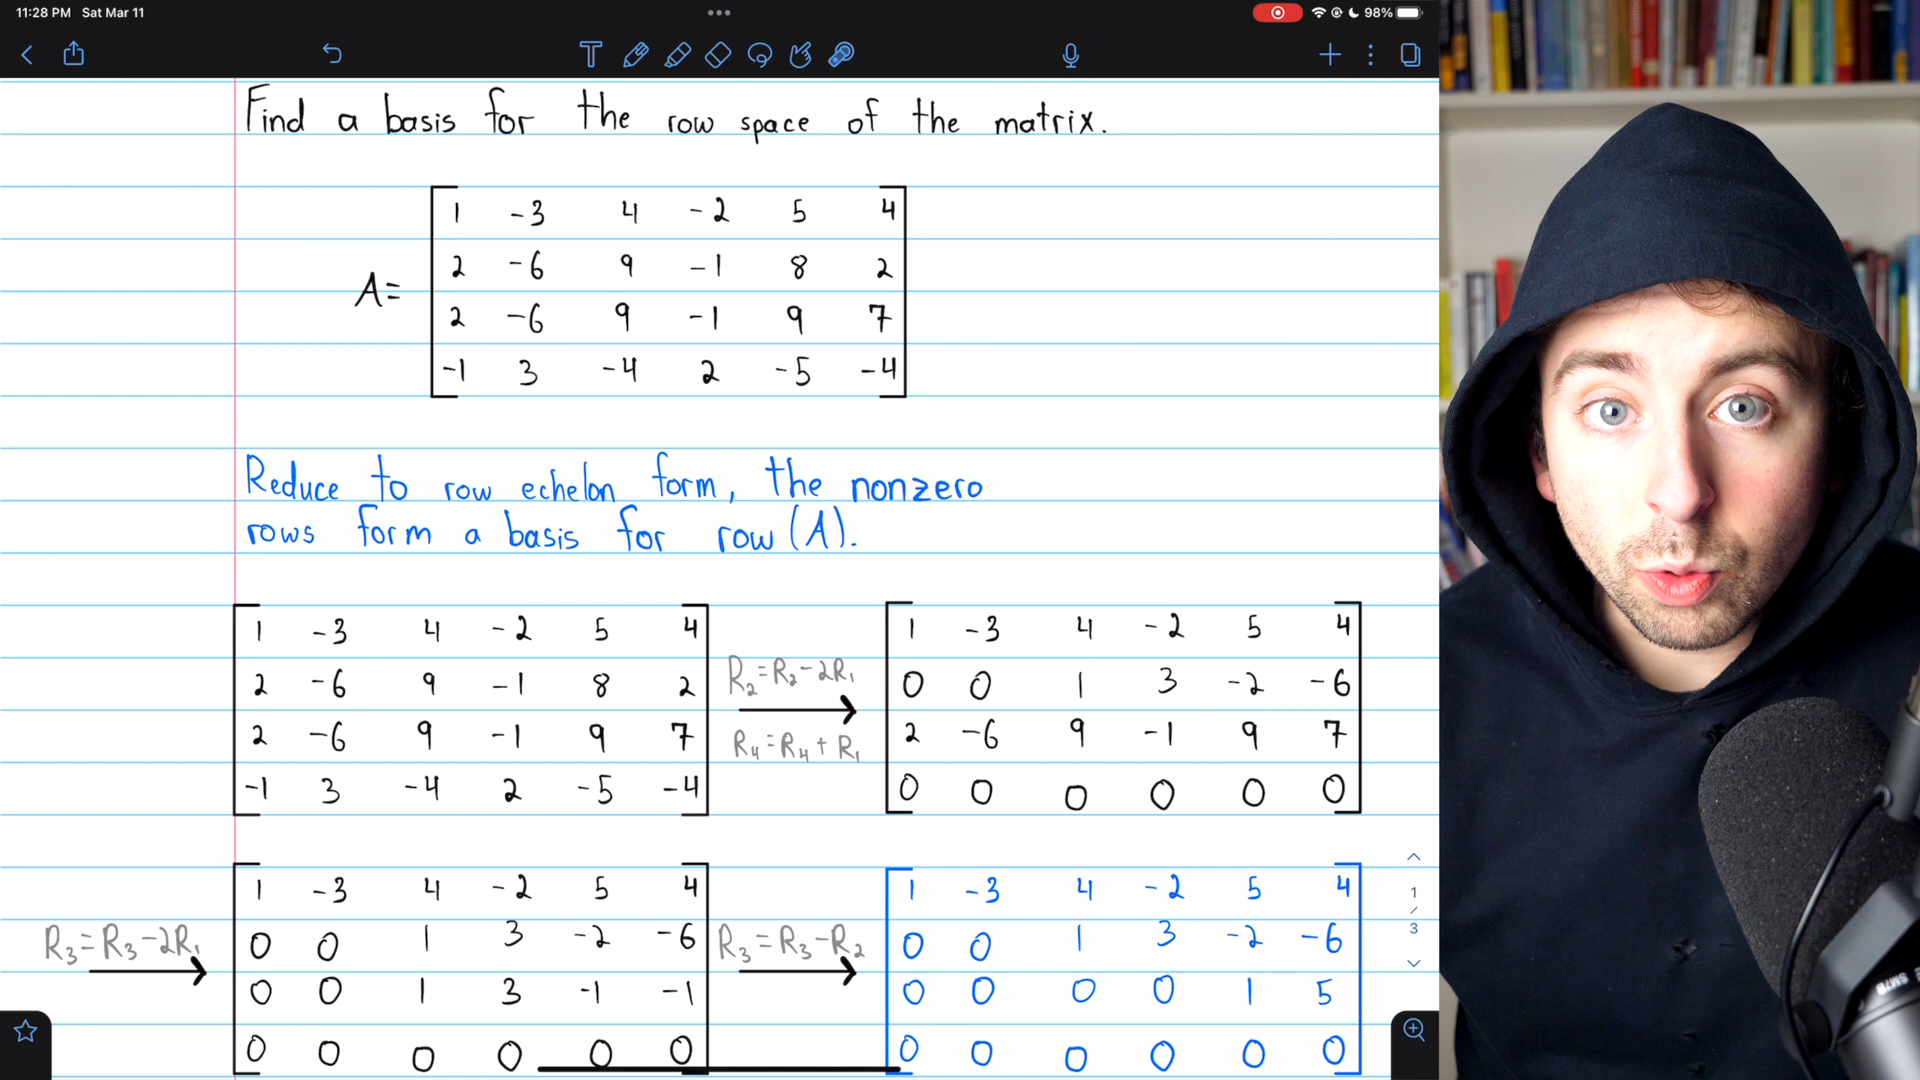 11:28 PM Sat Mar 11
98%
Find a basis for the row space of the matrix.
A=
1 -3 4 -2 5 4
2 -6 9 -1 8 2
2 -6 9 -1 9 7
-1 3 -4 2 -5 -4
Reduce to row echelon form, the nonzero
rows form a basis for row (A).
1 -3 4 -2 5 4
2 -6 9 -1 8 2
2 -6 9 -1 9 7
-1 3 -4 2 -5 -4
R₂=R₂-2R₁
R₄=R₄+R₁
1 -3 4 -2 5 4
0 0 1 3 -2 -6
2 -6 9 -1 9 7
0 0 0 0 0 0
R₃=R₃-2R₁
1 -3 4 -2 5 4
0 0 1 3 -2 -6
0 0 1 3 -1 -1
0 0 0 0 0 0
R₃=R₃-R₂
1 -3 4 -2 5 4
0 0 1 3 -2 -6
0 0 0 0 1 5
0 0 0 0 0 0
1
/
3
SM7B